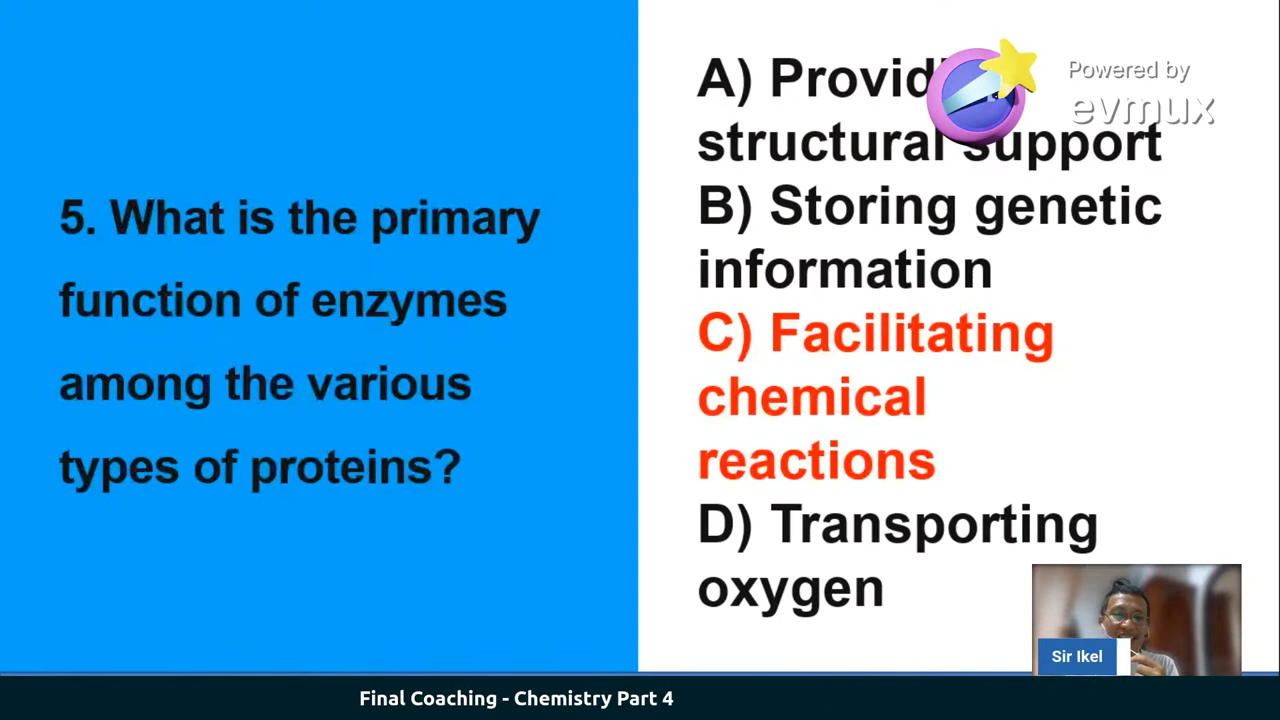 5. What is the primary
function of enzymes
among the various
types of proteins?
A)
structural support
B) Storing genetic
information
C) Facilitating
chemical
reactions
D) Transporting
oxygen
Powered by
evmux
Sir Ikel
Final Coaching - Chemistry Part 4